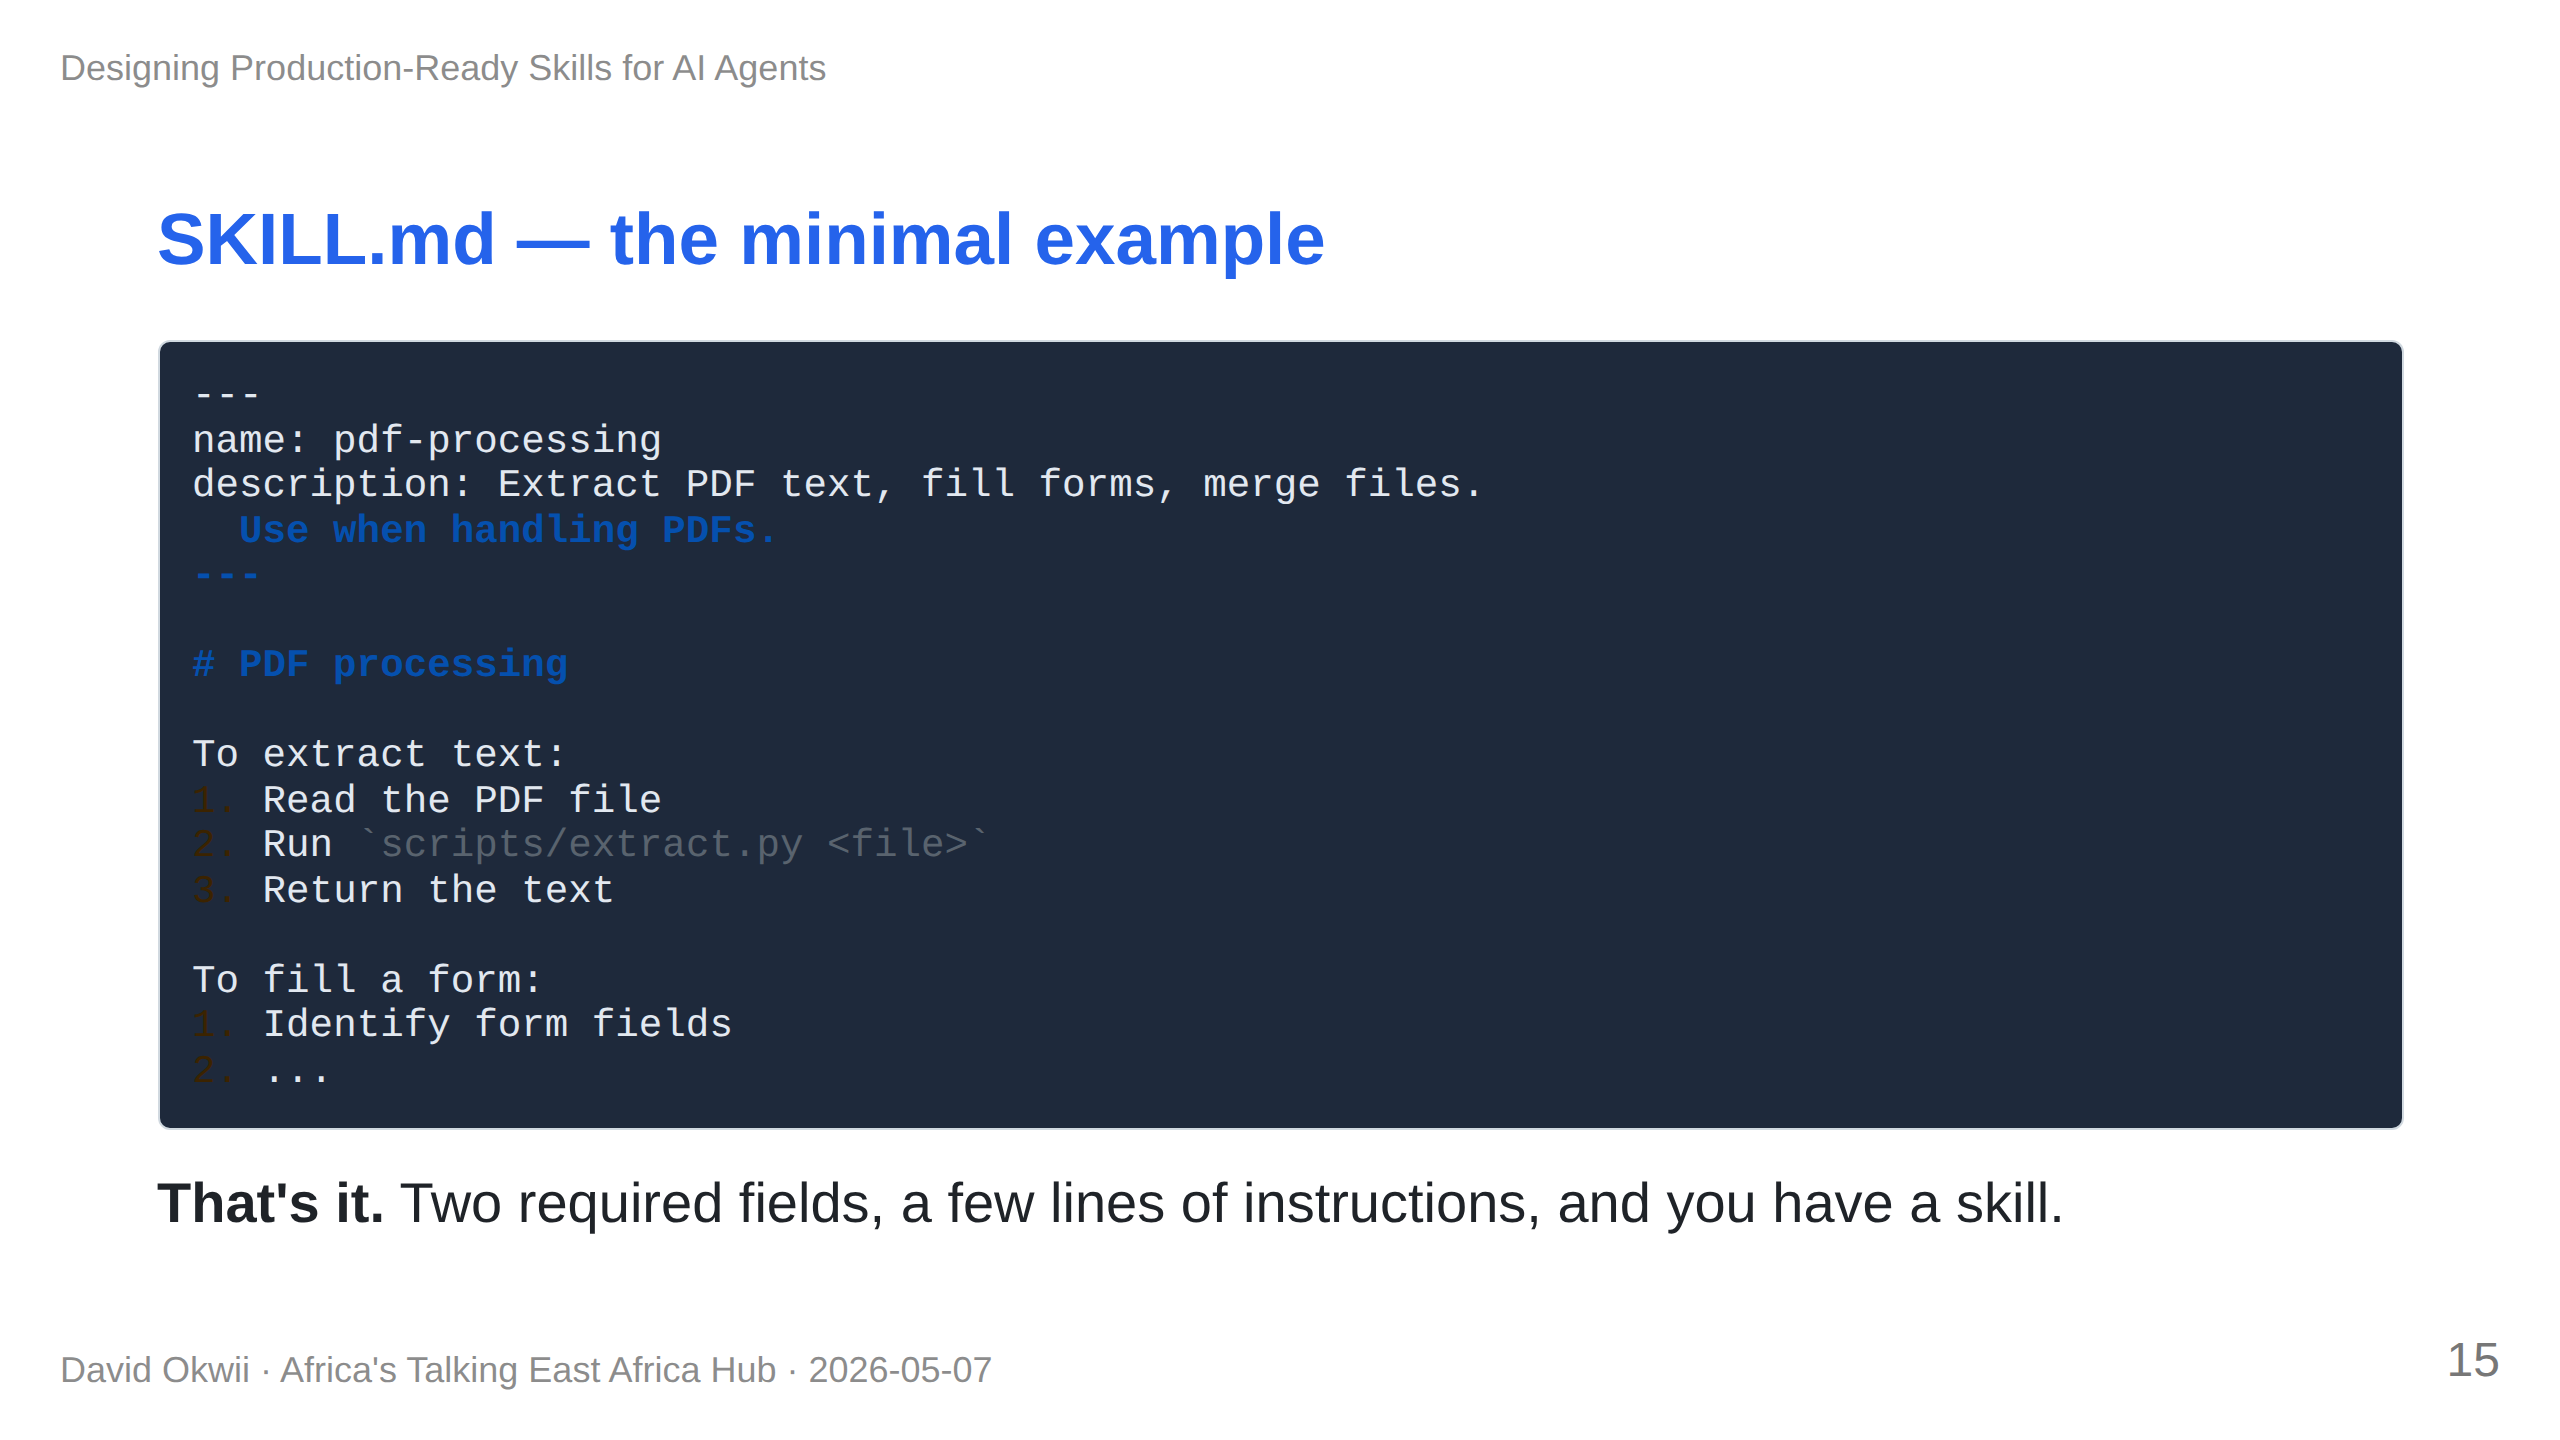 Designing Production-Ready Skills for AI Agents
SKILL.md — the minimal example
---
name: pdf-processing
description: Extract PDF text, fill forms, merge files.
  Use when handling PDFs.
---
# PDF processing
To extract text:
1. Read the PDF file
2. Run `scripts/extract.py <file>`
3. Return the text
To fill a form:
1. Identify form fields
2. ...
That's it. Two required fields, a few lines of instructions, and you have a skill.
David Okwii · Africa's Talking East Africa Hub · 2026-05-07
15